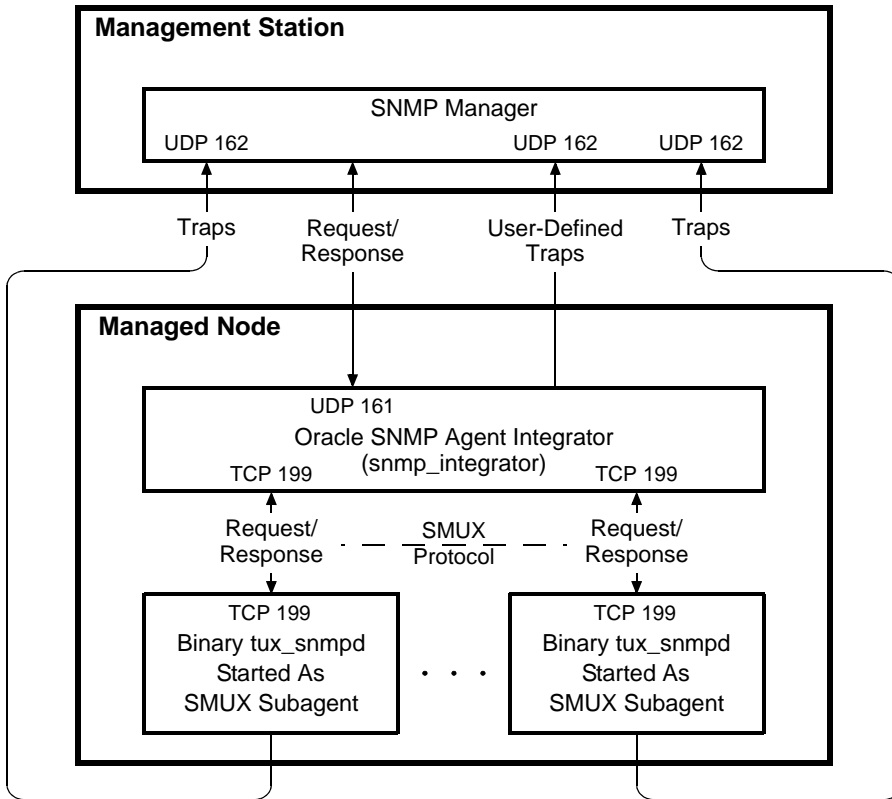 Management Station
SNMP Manager
UDP 162
UDP 162
UDP 162
Traps
Request/
Response
User-Defined
Traps
Traps
Managed Node
UDP 161
Oracle SNMP Agent Integrator
(snmp_integrator)
TCP 199
TCP 199
Request/
Response
SMUX
Protocol
Request/
Response
TCP 199
Binary tux_snmpd
Started As
SMUX Subagent
. . .
TCP 199
Binary tux_snmpd
Started As
SMUX Subagent